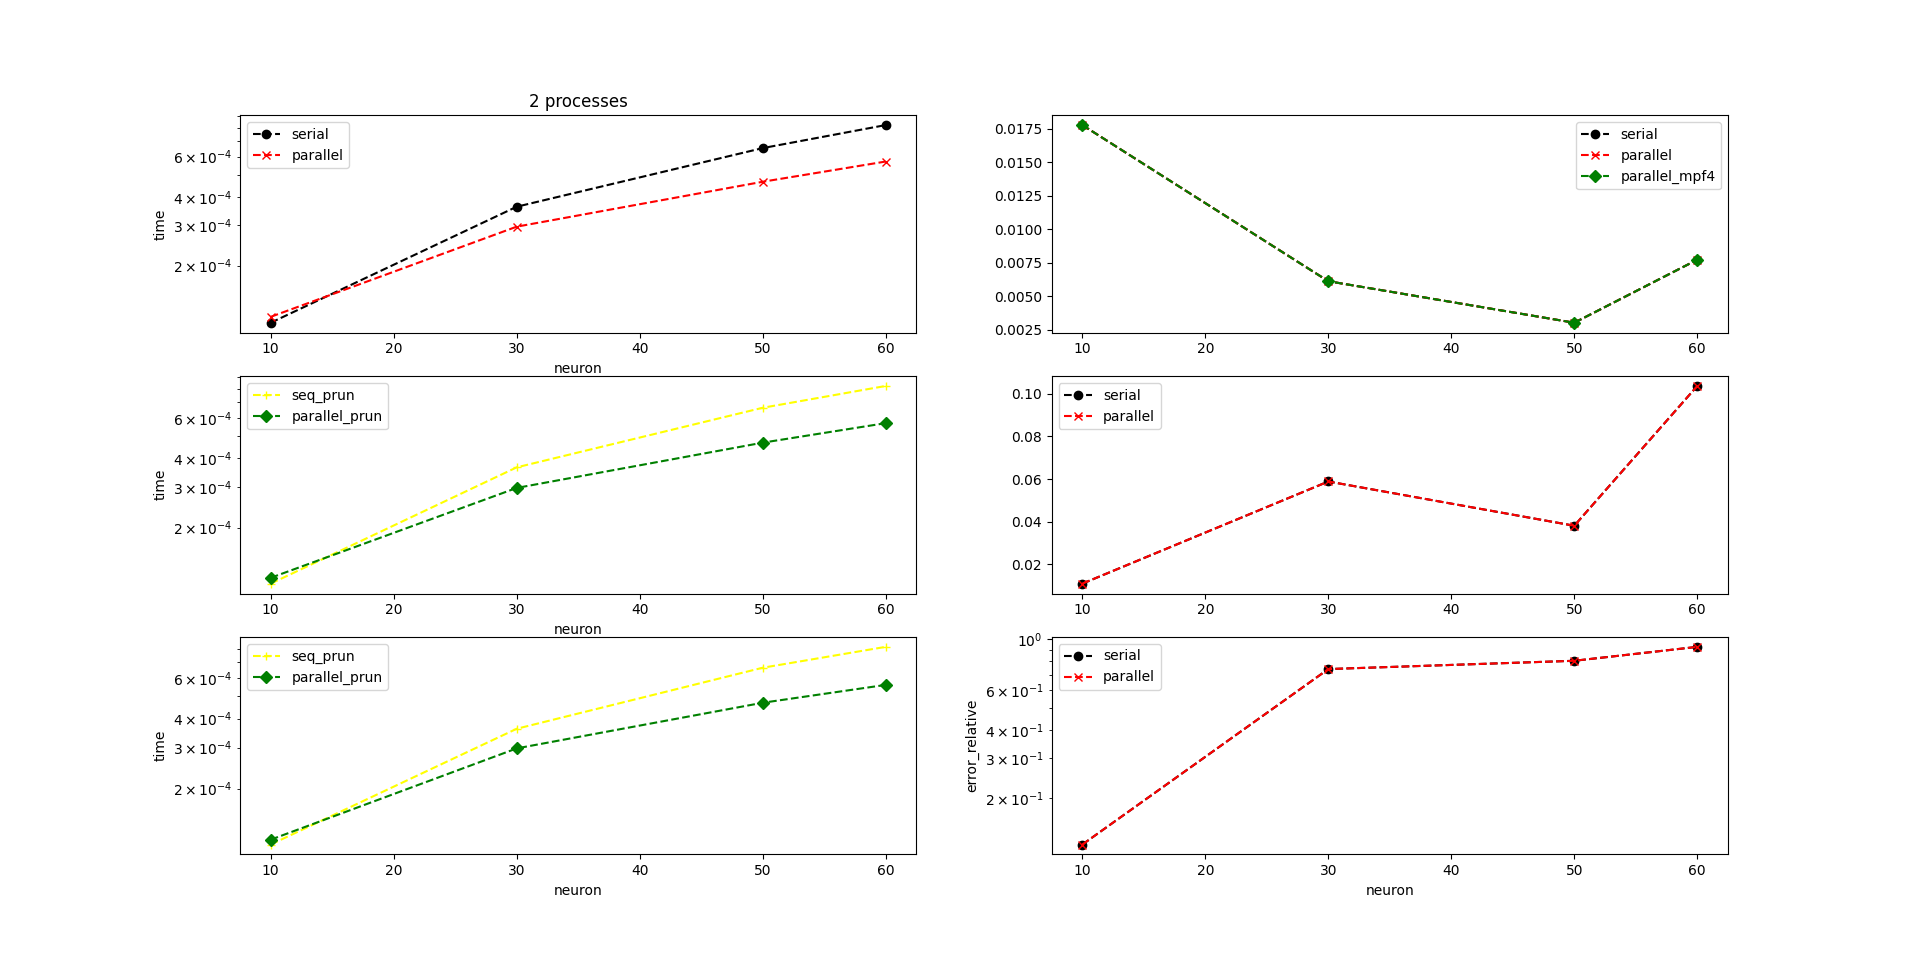 2 processes
serial
parallel
6 × 10⁻⁴
4 × 10⁻⁴
3 × 10⁻⁴
2 × 10⁻⁴
time
10 20 30 40 50 60
neuron
serial
parallel
parallel_mpf4
0.0175
0.0150
0.0125
0.0100
0.0075
0.0050
0.0025
10 20 30 40 50 60
seq_prun
parallel_prun
6 × 10⁻⁴
4 × 10⁻⁴
3 × 10⁻⁴
2 × 10⁻⁴
time
10 20 30 40 50 60
neuron
serial
parallel
0.10
0.08
0.06
0.04
0.02
10 20 30 40 50 60
seq_prun
parallel_prun
6 × 10⁻⁴
4 × 10⁻⁴
3 × 10⁻⁴
2 × 10⁻⁴
time
10 20 30 40 50 60
neuron
serial
parallel
10⁰
6 × 10⁻¹
4 × 10⁻¹
3 × 10⁻¹
2 × 10⁻¹
error_relative
10 20 30 40 50 60
neuron